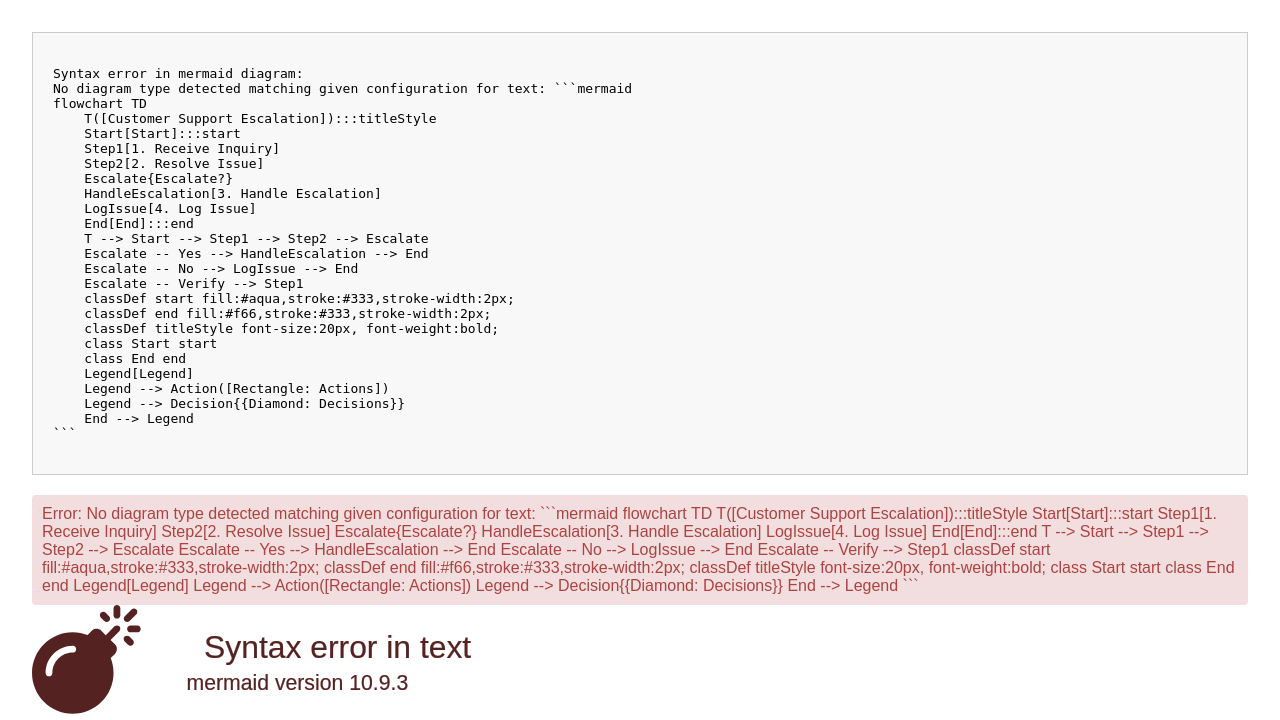 Syntax error in mermaid diagram:
No diagram type detected matching given configuration for text: ```mermaid
flowchart TD
    T([Customer Support Escalation]):::titleStyle
    Start[Start]:::start
    Step1[1. Receive Inquiry]
    Step2[2. Resolve Issue]
    Escalate{Escalate?}
    HandleEscalation[3. Handle Escalation]
    LogIssue[4. Log Issue]
    End[End]:::end
    T --> Start --> Step1 --> Step2 --> Escalate
    Escalate -- Yes --> HandleEscalation --> End
    Escalate -- No --> LogIssue --> End
    Escalate -- Verify --> Step1
    classDef start fill:#aqua,stroke:#333,stroke-width:2px;
    classDef end fill:#f66,stroke:#333,stroke-width:2px;
    classDef titleStyle font-size:20px, font-weight:bold;
    class Start start
    class End end
    Legend[Legend]
    Legend --> Action([Rectangle: Actions])
    Legend --> Decision{{Diamond: Decisions}}
    End --> Legend
```
Error: No diagram type detected matching given configuration for text: ```mermaid flowchart TD T([Customer Support Escalation]):::titleStyle Start[Start]:::start Step1[1.
Receive Inquiry] Step2[2. Resolve Issue] Escalate{Escalate?} HandleEscalation[3. Handle Escalation] LogIssue[4. Log Issue] End[End]:::end T --> Start --> Step1 -->
Step2 --> Escalate Escalate -- Yes --> HandleEscalation --> End Escalate -- No --> LogIssue --> End Escalate -- Verify --> Step1 classDef start
fill:#aqua,stroke:#333,stroke-width:2px; classDef end fill:#f66,stroke:#333,stroke-width:2px; classDef titleStyle font-size:20px, font-weight:bold; class Start start class End
end Legend[Legend] Legend --> Action([Rectangle: Actions]) Legend --> Decision{{Diamond: Decisions}} End --> Legend ```
Syntax error in text
mermaid version 10.9.3